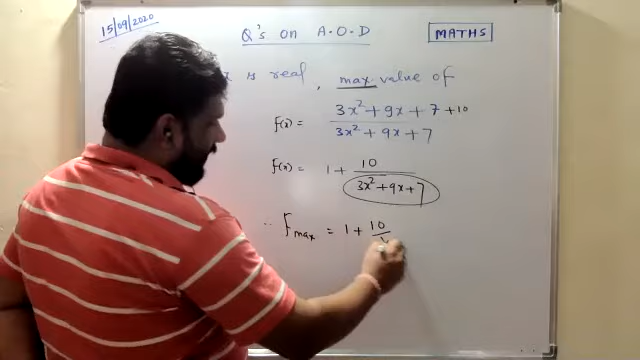 15/09/2020
Q's on A.O.D
MATHS
x is real, max. value of
f(x) = 3x² + 9x + 7 + 10
3x² + 9x + 7
f(x) = 1 + 10
3x² + 9x + 7
∴ fmax = 1 + 10